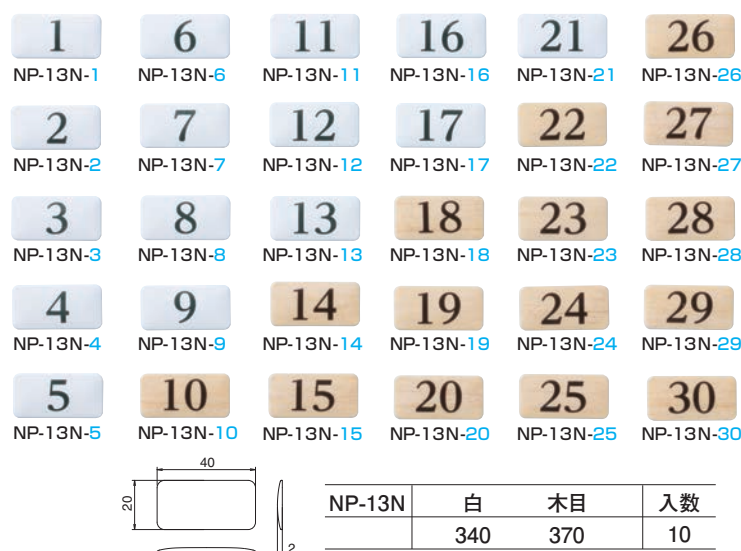 1 6 11 16 21 26
NP-13N-1 NP-13N-6 NP-13N-11 NP-13N-16 NP-13N-21 NP-13N-26
2 7 12 17 22 27
NP-13N-2 NP-13N-7 NP-13N-12 NP-13N-17 NP-13N-22 NP-13N-27
3 8 13 18 23 28
NP-13N-3 NP-13N-8 NP-13N-13 NP-13N-18 NP-13N-23 NP-13N-28
4 9 14 19 24 29
NP-13N-4 NP-13N-9 NP-13N-14 NP-13N-19 NP-13N-24 NP-13N-29
5 10 15 20 25 30
NP-13N-5 NP-13N-10 NP-13N-15 NP-13N-20 NP-13N-25 NP-13N-30
40
20
2
NP-13N 白 木目 入数
340 370 10